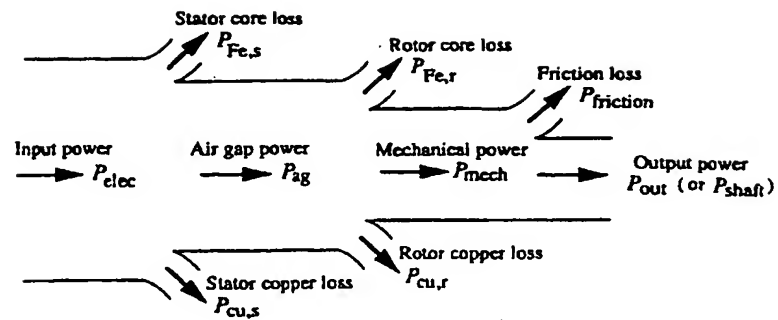 Stator core loss
P_Fe,s
Rotor core loss
P_Fe,r
Friction loss
P_friction
Input power
P_elec
Air gap power
P_ag
Mechanical power
P_mech
Output power
P_out (or P_shaft)
Stator copper loss
P_cu,s
Rotor copper loss
P_cu,r